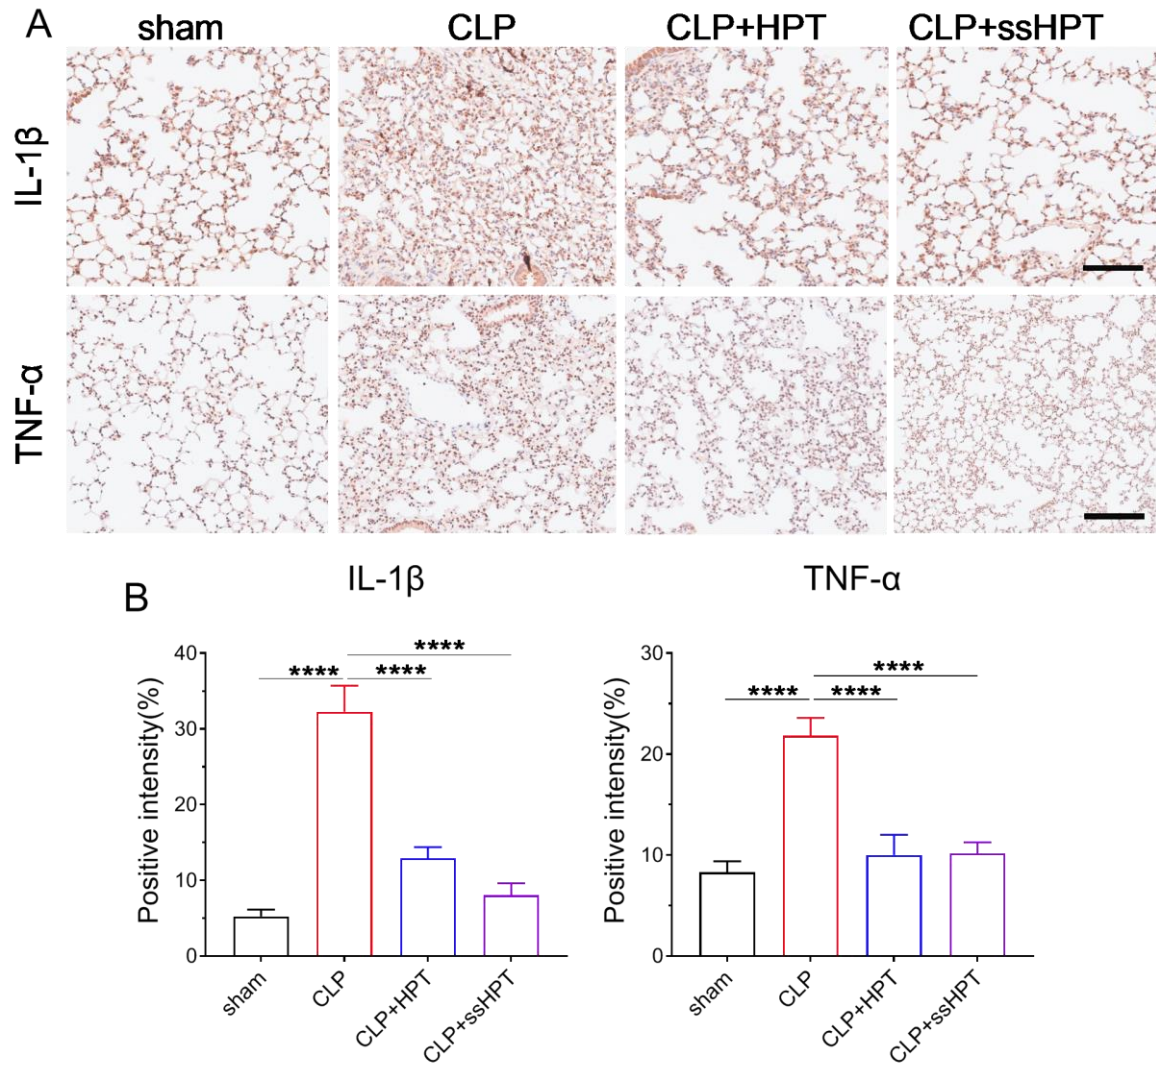 A
sham CLP CLP+HPT CLP+ssHPT
IL-1β
TNF-α
B
IL-1β
Positive intensity(%)
40
30
20
10
0
****
**** ****
sham
CLP
CLP+HPT
CLP+ssHPT
TNF-α
Positive intensity(%)
30
20
10
0
****
**** ****
sham
CLP
CLP+HPT
CLP+ssHPT